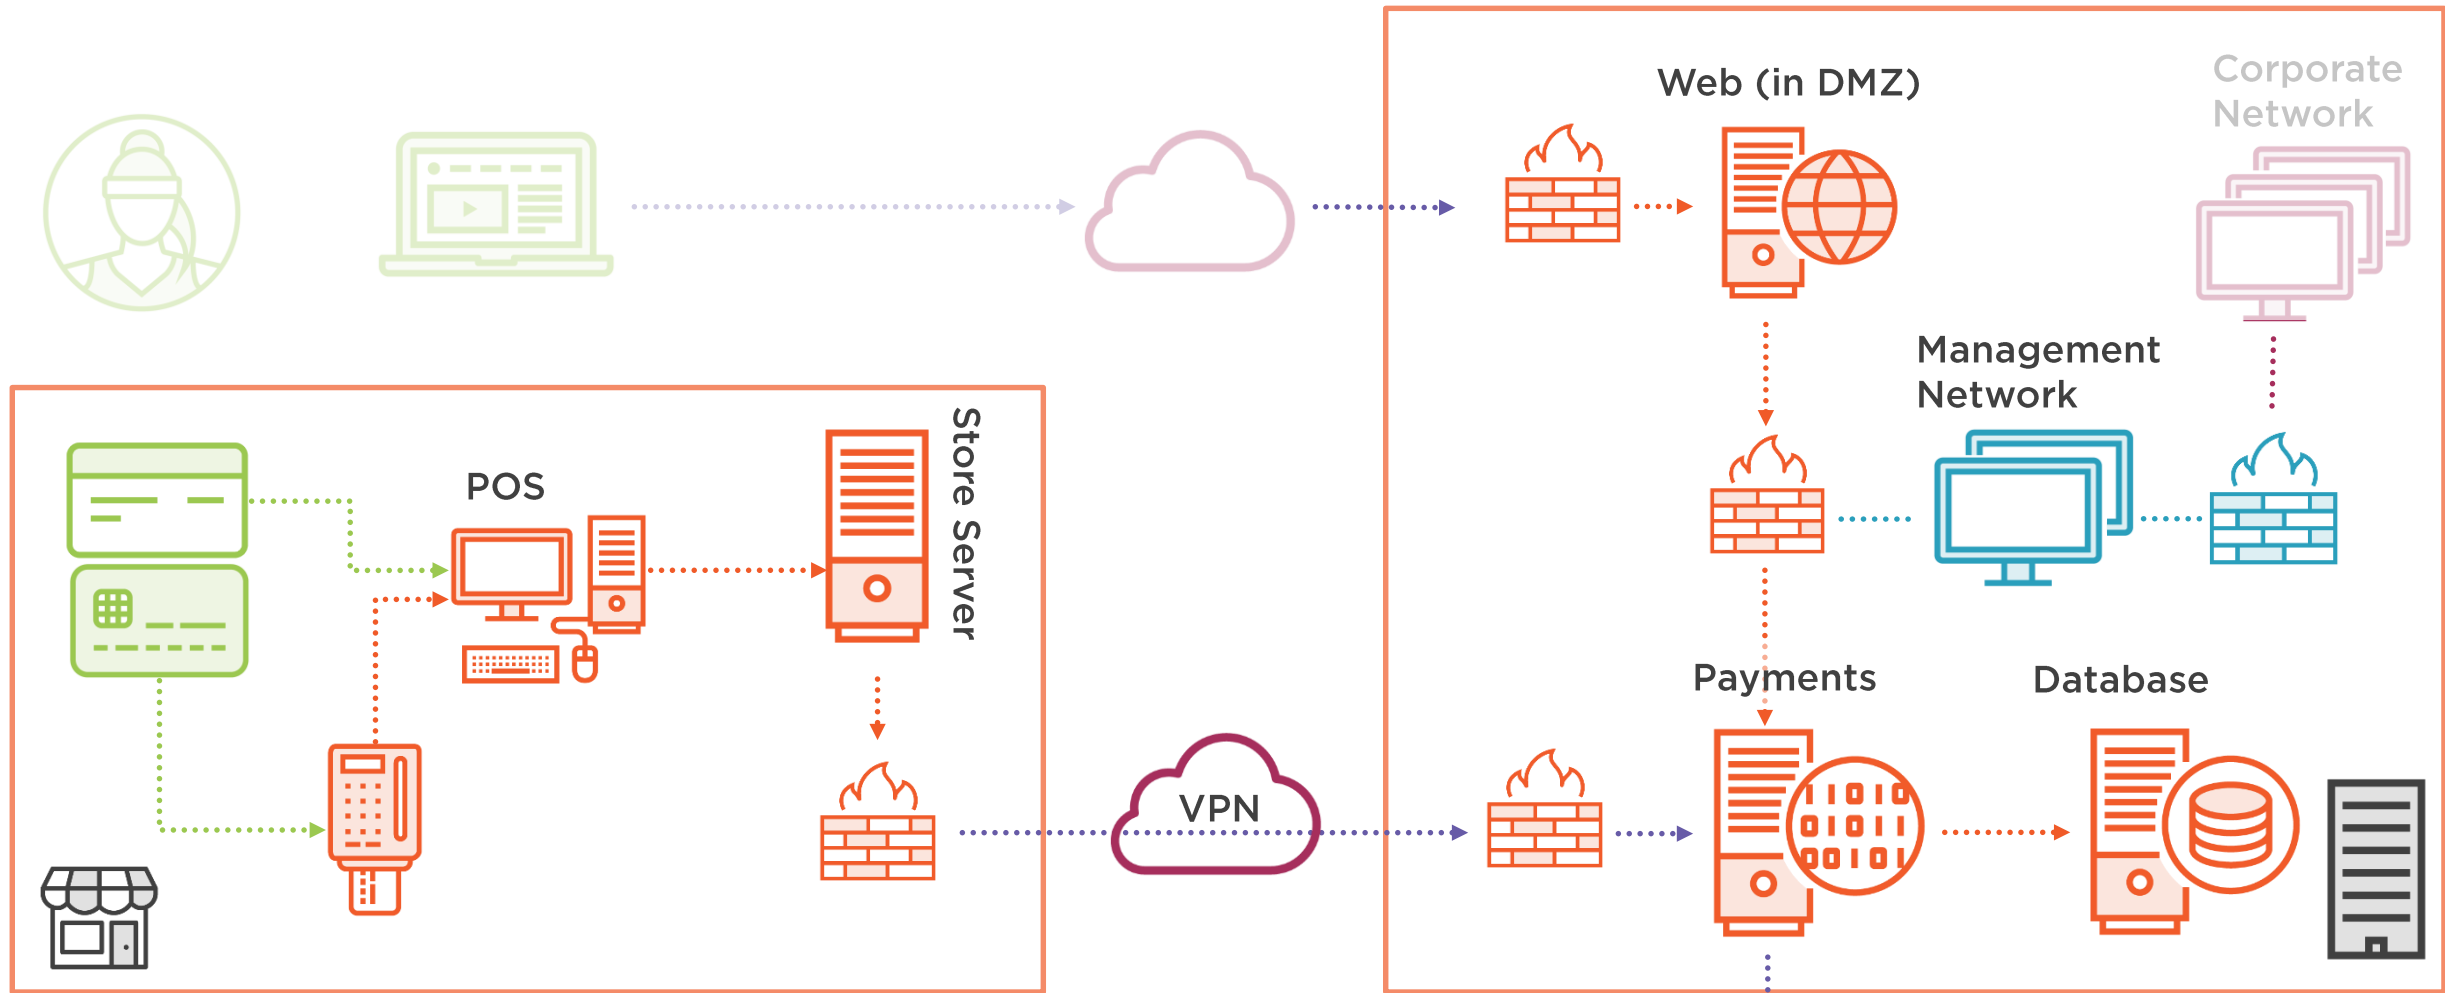 Web (in DMZ)
Corporate
Network
Management
Network
POS
Store Server
Payments
Database
VPN